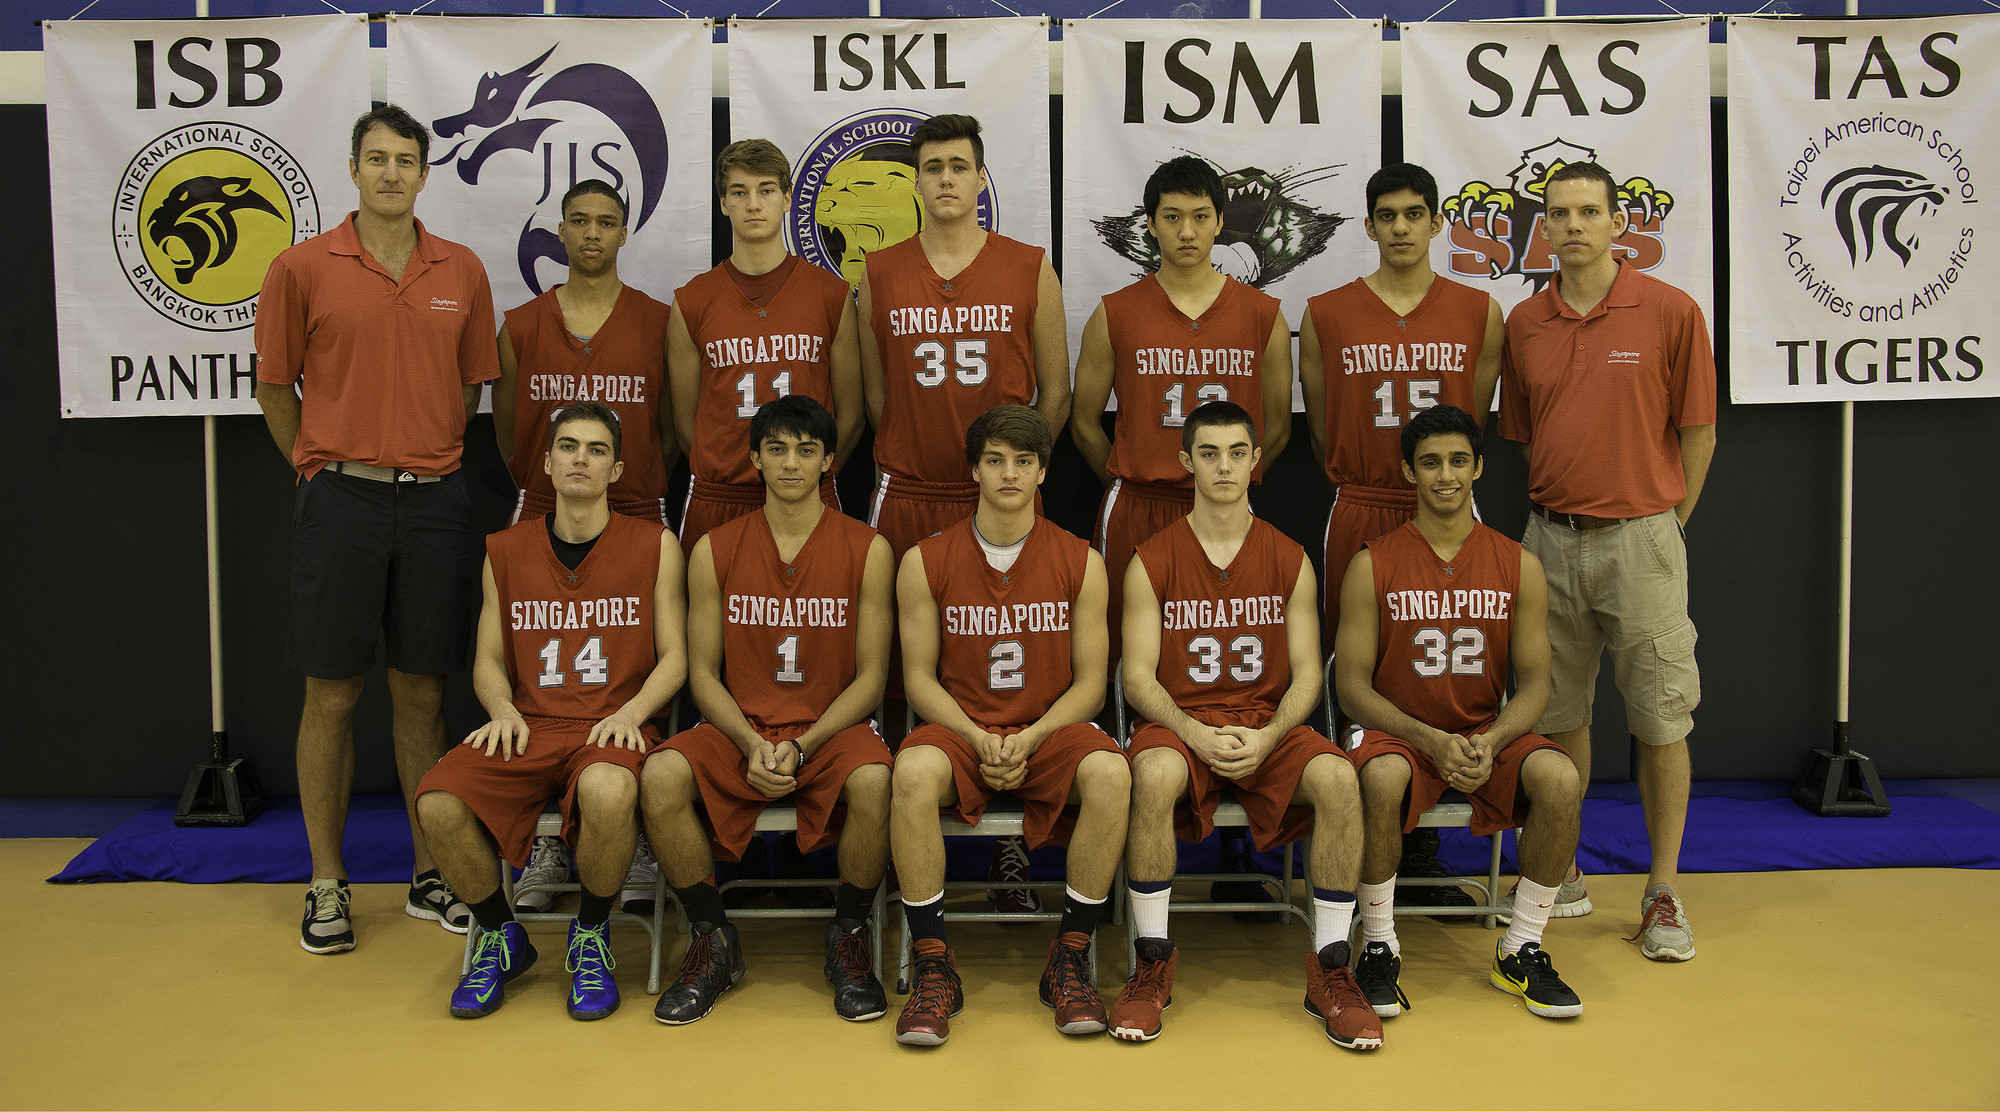 ISB
INTERNATIONAL SCHOOL
BANGKOK THA
PANTH
JIS
ISKL
INTERNATIONAL SCHOOL
ISM
SAS
SAS
TAS
Taipei American School
Activities and Athletics
TIGERS
Singapore
SINGAPORE
SINGAPORE
11
SINGAPORE
35
SINGAPORE
SINGAPORE
15
Singapore
SINGAPORE
14
SINGAPORE
1
SINGAPORE
2
SINGAPORE
33
SINGAPORE
32